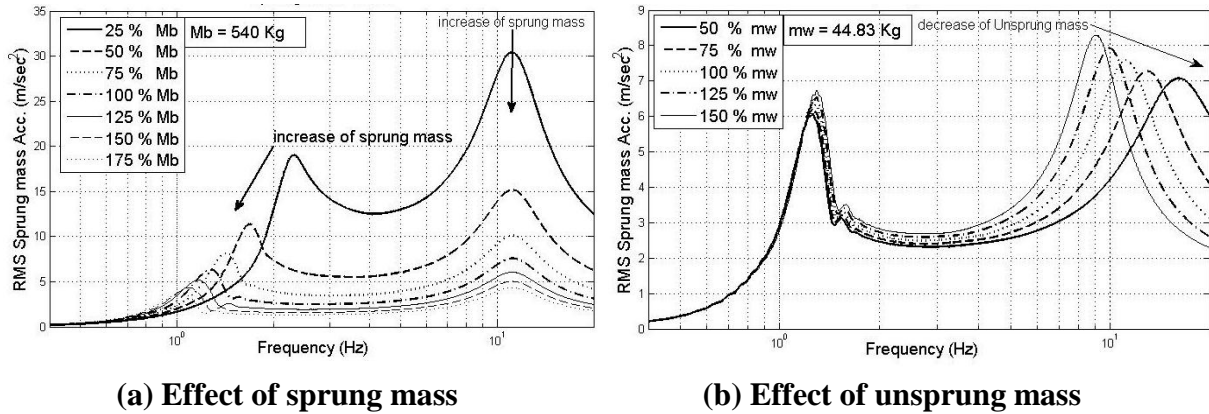 increase of sprung mass
25 % Mb
50 % Mb
75 % Mb
100 % Mb
125 % Mb
150 % Mb
175 % Mb
Mb = 540 Kg
increase of sprung mass
RMS Sprung mass Acc. (m/sec²)
35
30
25
20
15
10
5
0
10⁰
10¹
Frequency (Hz)
(a) Effect of sprung mass
50 % mw
75 % mw
100 % mw
125 % mw
150 % mw
mw = 44.83 Kg
decrease of Unsprung mass
RMS Sprung mass Acc. (m/sec²)
9
8
7
6
5
4
3
2
1
0
10⁰
10¹
Frequency (Hz)
(b) Effect of unsprung mass